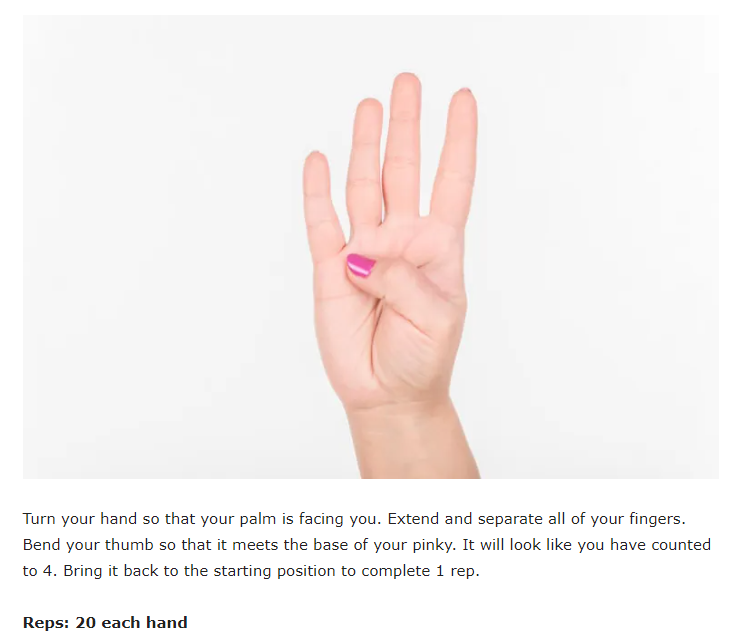 Turn your hand so that your palm is facing you. Extend and separate all of your fingers.
Bend your thumb so that it meets the base of your pinky. It will look like you have counted
to 4. Bring it back to the starting position to complete 1 rep.
Reps: 20 each hand